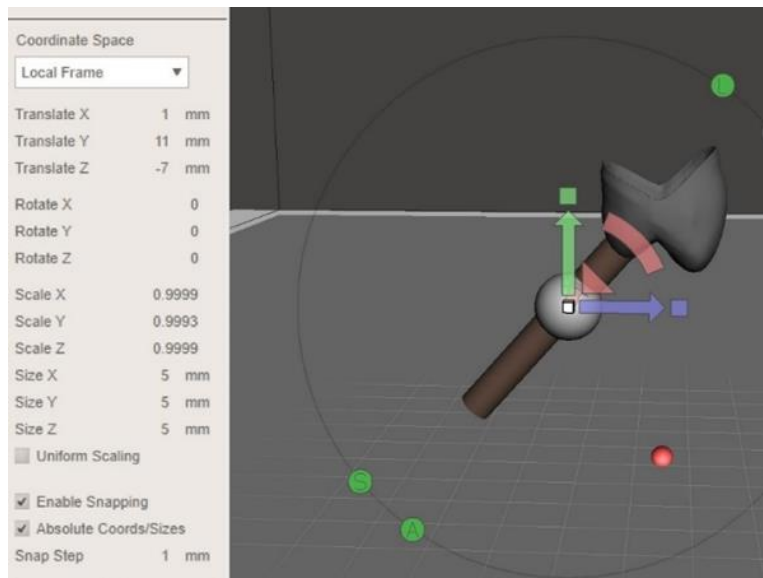 Coordinate Space
Local Frame
Translate X 1 mm
Translate Y 11 mm
Translate Z -7 mm
Rotate X 0
Rotate Y 0
Rotate Z 0
Scale X 0.9999
Scale Y 0.9993
Scale Z 0.9999
Size X 5 mm
Size Y 5 mm
Size Z 5 mm
Uniform Scaling
Enable Snapping
Absolute Coords/Sizes
Snap Step 1 mm
L
S
A